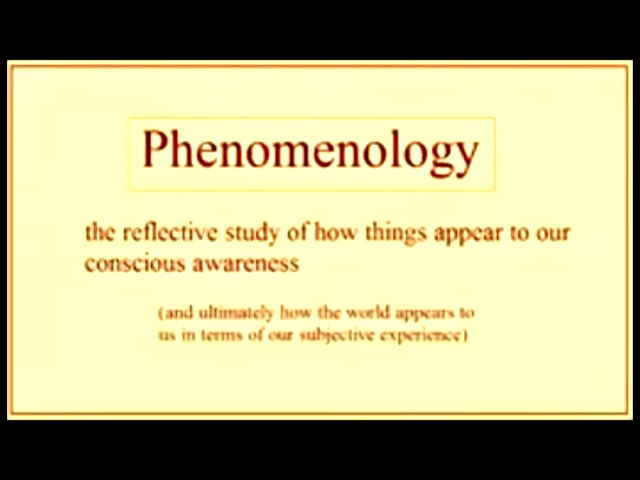 Phenomenology
the reflective study of how things appear to our
conscious awareness
(and ultimately how the world appears to
us in terms of our subjective experience)